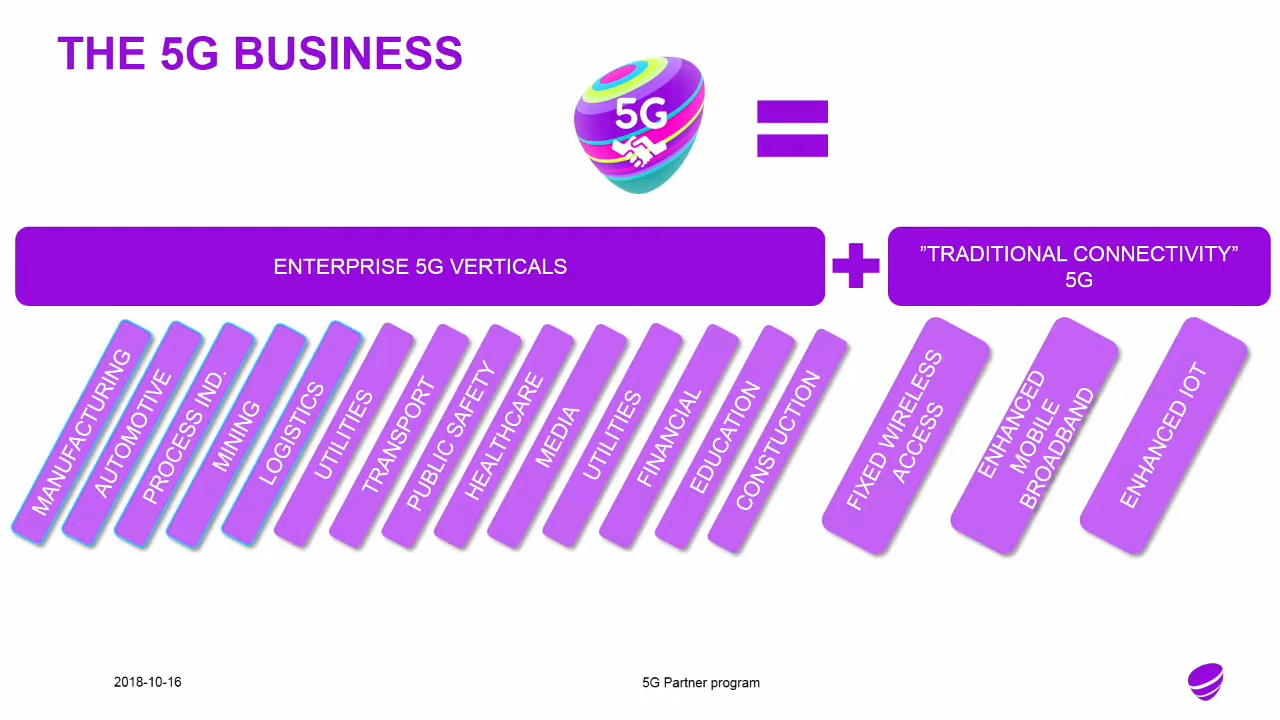 THE 5G BUSINESS
5G
ENTERPRISE 5G VERTICALS
”TRADITIONAL CONNECTIVITY”
5G
MANUFACTURING
AUTOMOTIVE
PROCESS IND.
MINING
LOGISTICS
UTILITIES
TRANSPORT
PUBLIC SAFETY
HEALTHCARE
MEDIA
UTILITIES
FINANCIAL
EDUCATION
CONSTUCTION
FIXED WIRELESS
ACCESS
ENHANCED
MOBILE
BROADBAND
ENHANCED IOT
2018-10-16
5G Partner program